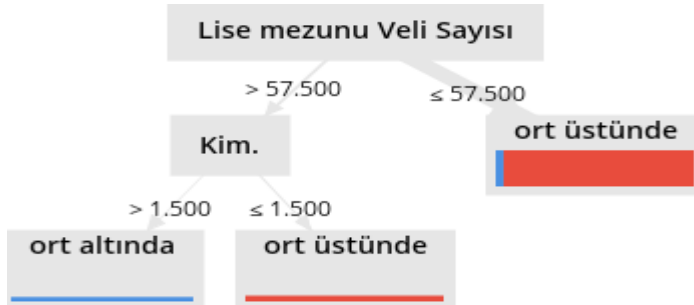 Lise mezunu Veli Sayısı
> 57.500
≤ 57.500
Kim.
ort üstünde
> 1.500
≤ 1.500
ort altında
ort üstünde